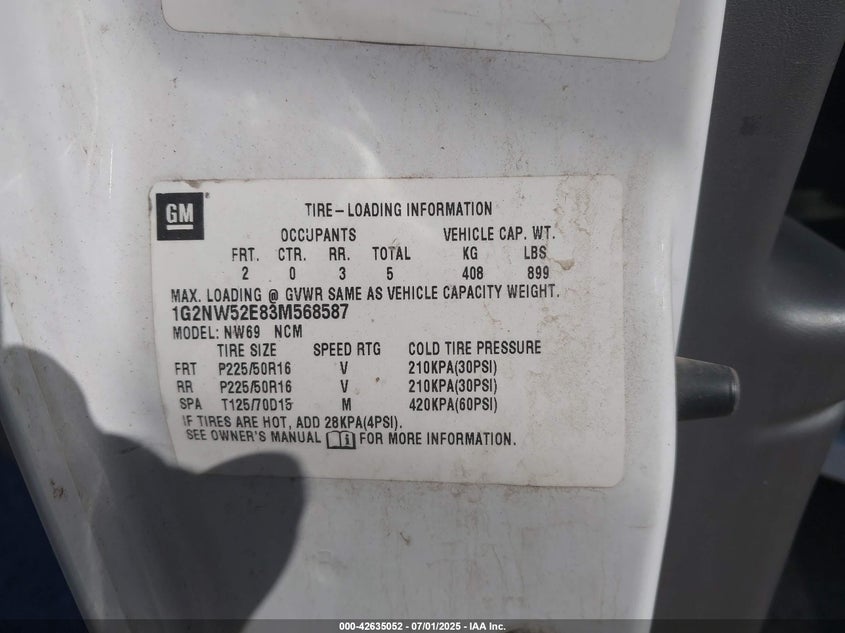 GM
TIRE-LOADING INFORMATION
OCCUPANTS VEHICLE CAP. WT.
FRT. CTR. RR. TOTAL KG LBS
2 0 3 5 408 899
MAX. LOADING @ GVWR SAME AS VEHICLE CAPACITY WEIGHT.
1G2NW52E83M568587
MODEL: NW69 NCM
TIRE SIZE SPEED RTG COLD TIRE PRESSURE
FRT P225/50R16 V 210KPA(30PSI)
RR P225/50R16 V 210KPA(30PSI)
SPA T125/70D15 M 420KPA(60PSI)
IF TIRES ARE HOT, ADD 28KPA(4PSI).
SEE OWNER'S MANUAL FOR MORE INFORMATION.
000-42635052 - 07/01/2025 - IAA Inc.